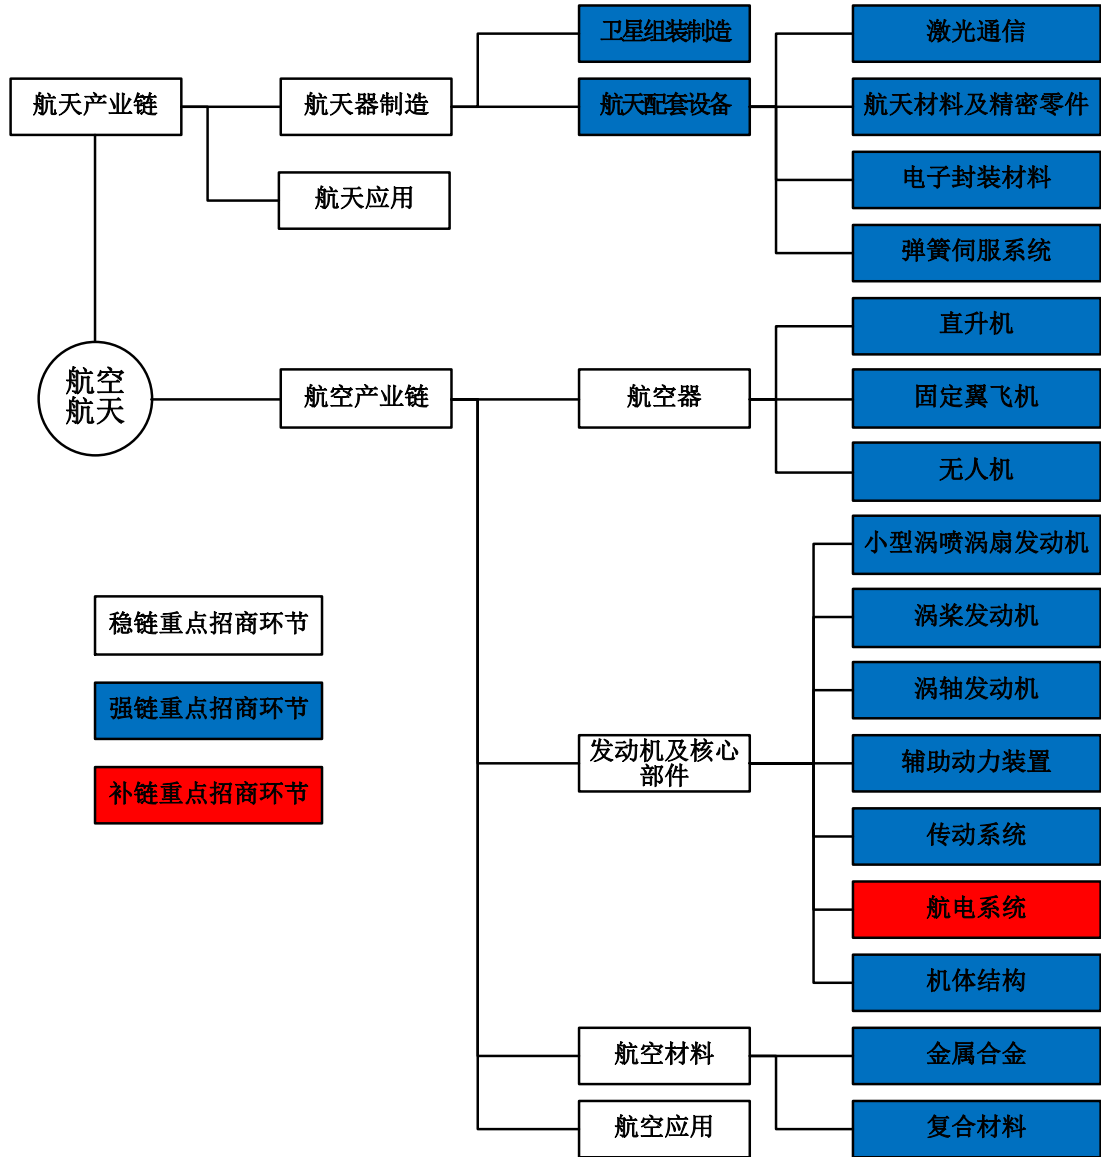 卫星组装制造
激光通信
航天产业链
航天器制造
航天配套设备
航天材料及精密零件
航天应用
电子封装材料
弹簧伺服系统
直升机
航空
航天
航空产业链
航空器
固定翼飞机
无人机
小型涡喷涡扇发动机
稳链重点招商环节
涡桨发动机
强链重点招商环节
涡轴发动机
发动机及核心
部件
辅助动力装置
补链重点招商环节
传动系统
航电系统
机体结构
航空材料
金属合金
航空应用
复合材料